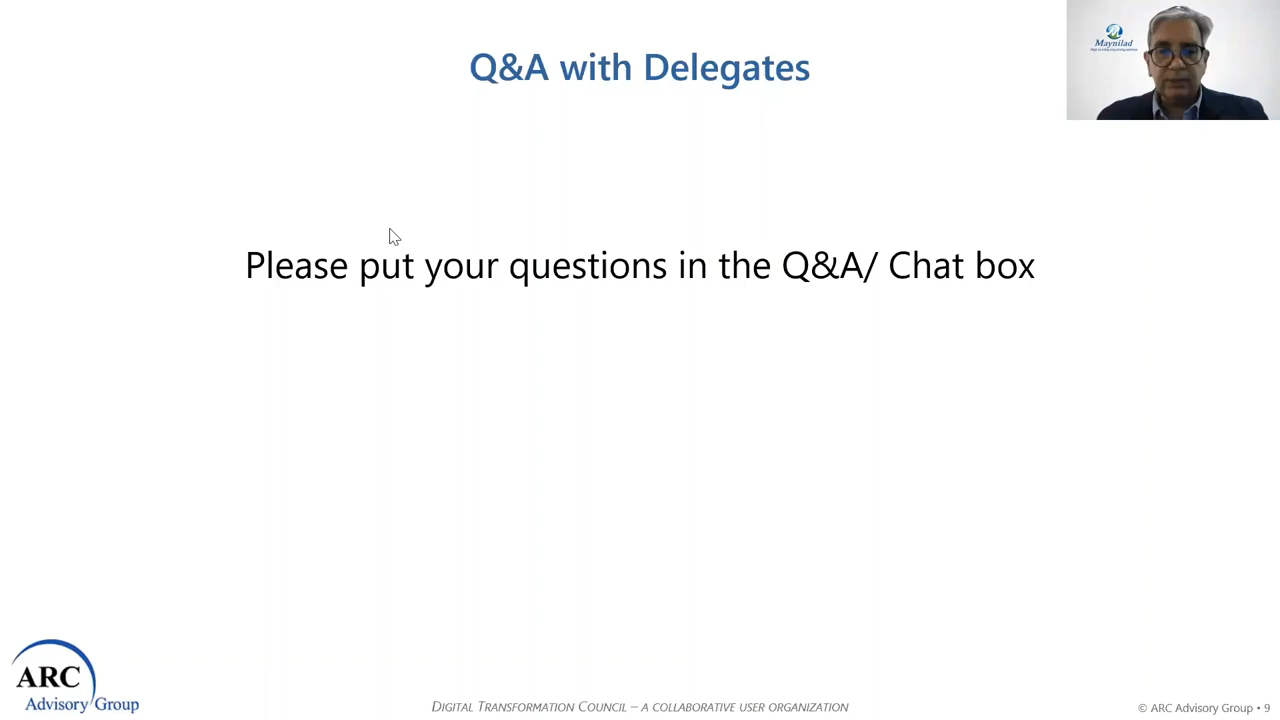 Maynilad
Q&A with Delegates
Please put your questions in the Q&A/ Chat box
ARC
Advisory Group
DIGITAL TRANSFORMATION COUNCIL – A COLLABORATIVE USER ORGANIZATION
© ARC Advisory Group • 9